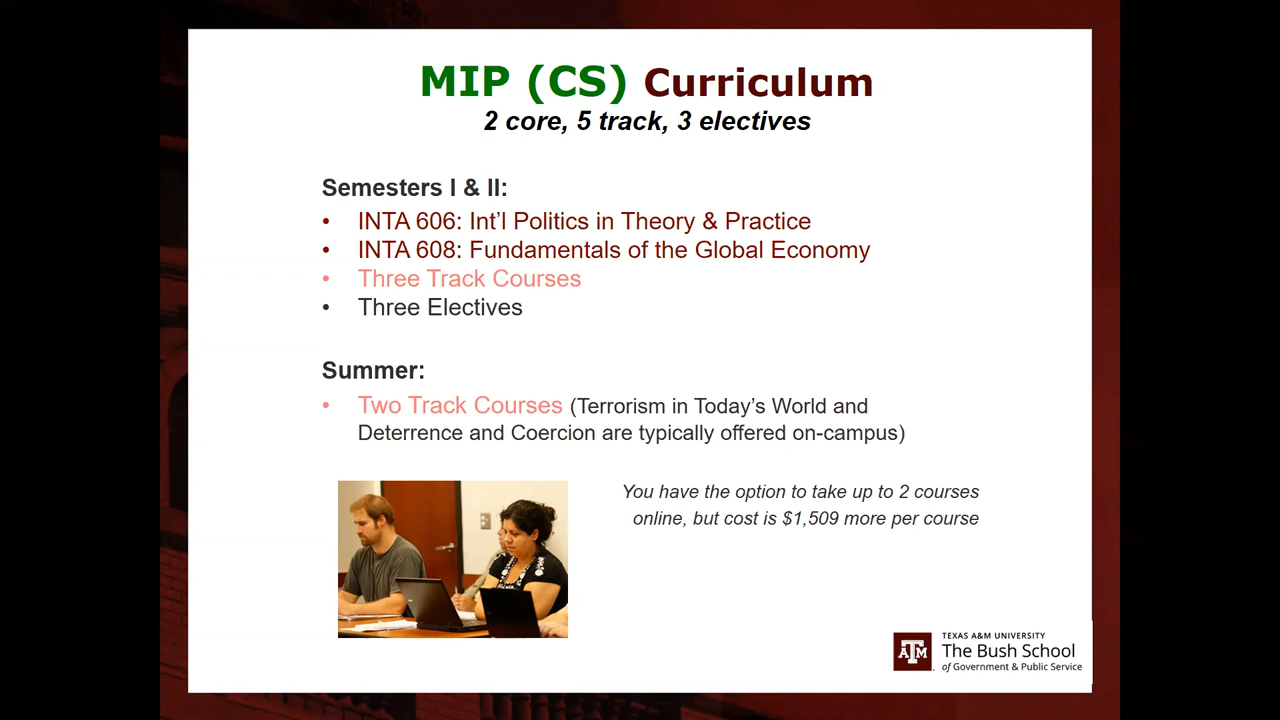 MIP (CS) Curriculum
2 core, 5 track, 3 electives
Semesters I & II:
• INTA 606: Int’l Politics in Theory & Practice
• INTA 608: Fundamentals of the Global Economy
• Three Track Courses
• Three Electives
Summer:
• Two Track Courses (Terrorism in Today’s World and
Deterrence and Coercion are typically offered on-campus)
You have the option to take up to 2 courses
online, but cost is $1,509 more per course
ATM
TEXAS A&M UNIVERSITY
The Bush School
of Government & Public Service